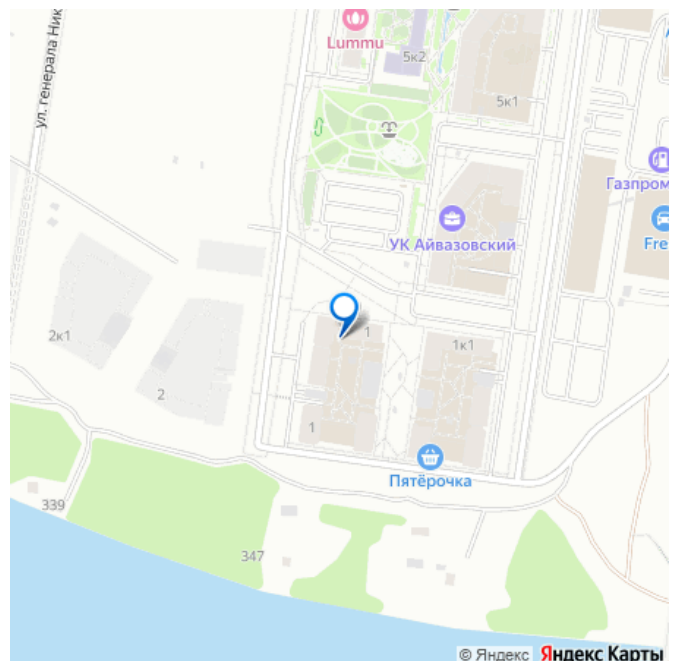 Lummu
5к2
5к1
ул. генерала Ник
Газпром
УК Айвазовский
Fre
2к1
1
1к1
2
1
Пятёрочка
339
347
© Яндекс Яндекс Карты